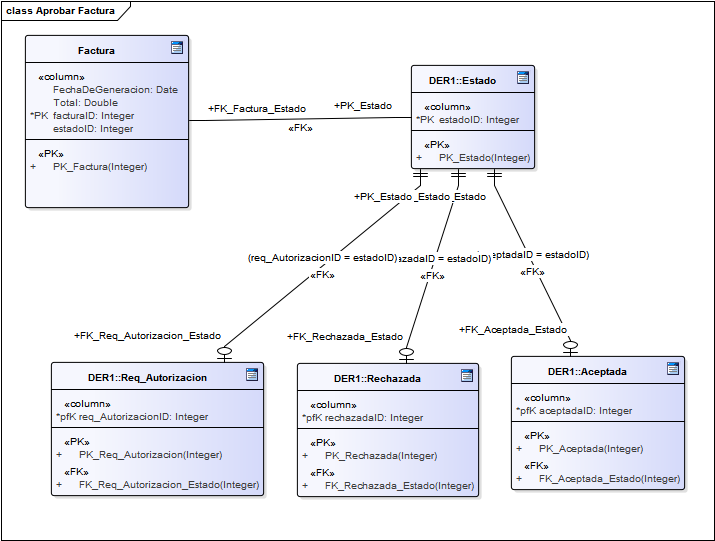 class Aprobar Factura
Factura
«column»
FechaDeGeneracion: Date
Total: Double
*PK facturaID: Integer
estadoID: Integer
«PK»
+ PK_Factura(Integer)
+FK_Factura_Estado
+PK_Estado
«FK»
DER1::Estado
«column»
*PK estadoID: Integer
«PK»
+ PK_Estado(Integer)
+PK_Estado _Estado _Estado
(req_AutorizacionID = estadoID)
«FK»
azadaID = estadoID)
«FK»
eptadaID = estadoID)
«FK»
+FK_Req_Autorizacion_Estado
+FK_Rechazada_Estado
+FK_Aceptada_Estado
DER1::Req_Autorizacion
«column»
*pfK req_AutorizacionID: Integer
«PK»
+ PK_Req_Autorizacion(Integer)
«FK»
+ FK_Req_Autorizacion_Estado(Integer)
DER1::Rechazada
«column»
*pfK rechazadaID: Integer
«PK»
+ PK_Rechazada(Integer)
«FK»
+ FK_Rechazada_Estado(Integer)
DER1::Aceptada
«column»
*pfK aceptadaID: Integer
«PK»
+ PK_Aceptada(Integer)
«FK»
+ FK_Aceptada_Estado(Integer)